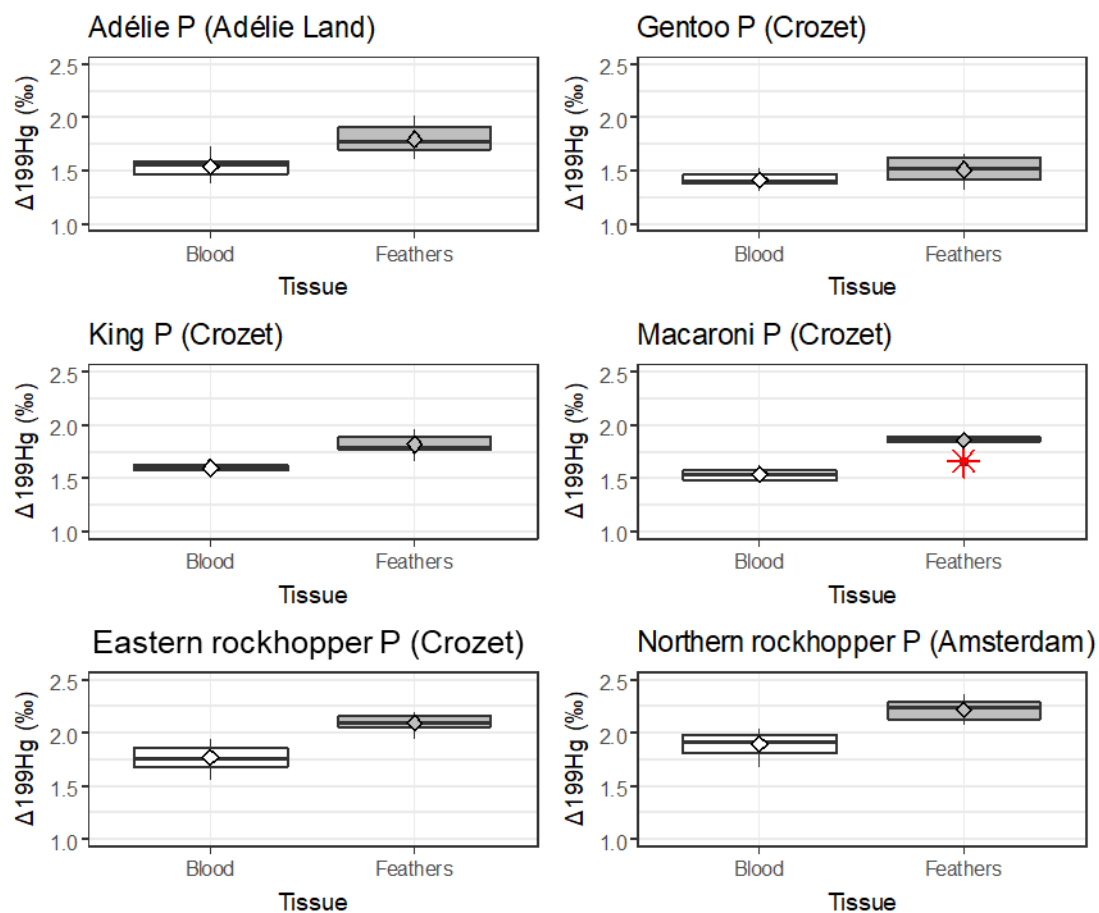 Adélie P (Adélie Land)
Δ199Hg (‰)
2.5
2.0
1.5
1.0
Blood Feathers
Tissue
Gentoo P (Crozet)
Δ199Hg (‰)
2.5
2.0
1.5
1.0
Blood Feathers
Tissue
King P (Crozet)
Δ199Hg (‰)
2.5
2.0
1.5
1.0
Blood Feathers
Tissue
Macaroni P (Crozet)
Δ199Hg (‰)
2.5
2.0
1.5
1.0
Blood Feathers
Tissue
Eastern rockhopper P (Crozet)
Δ199Hg (‰)
2.5
2.0
1.5
1.0
Blood Feathers
Tissue
Northern rockhopper P (Amsterdam)
Δ199Hg (‰)
2.5
2.0
1.5
1.0
Blood Feathers
Tissue